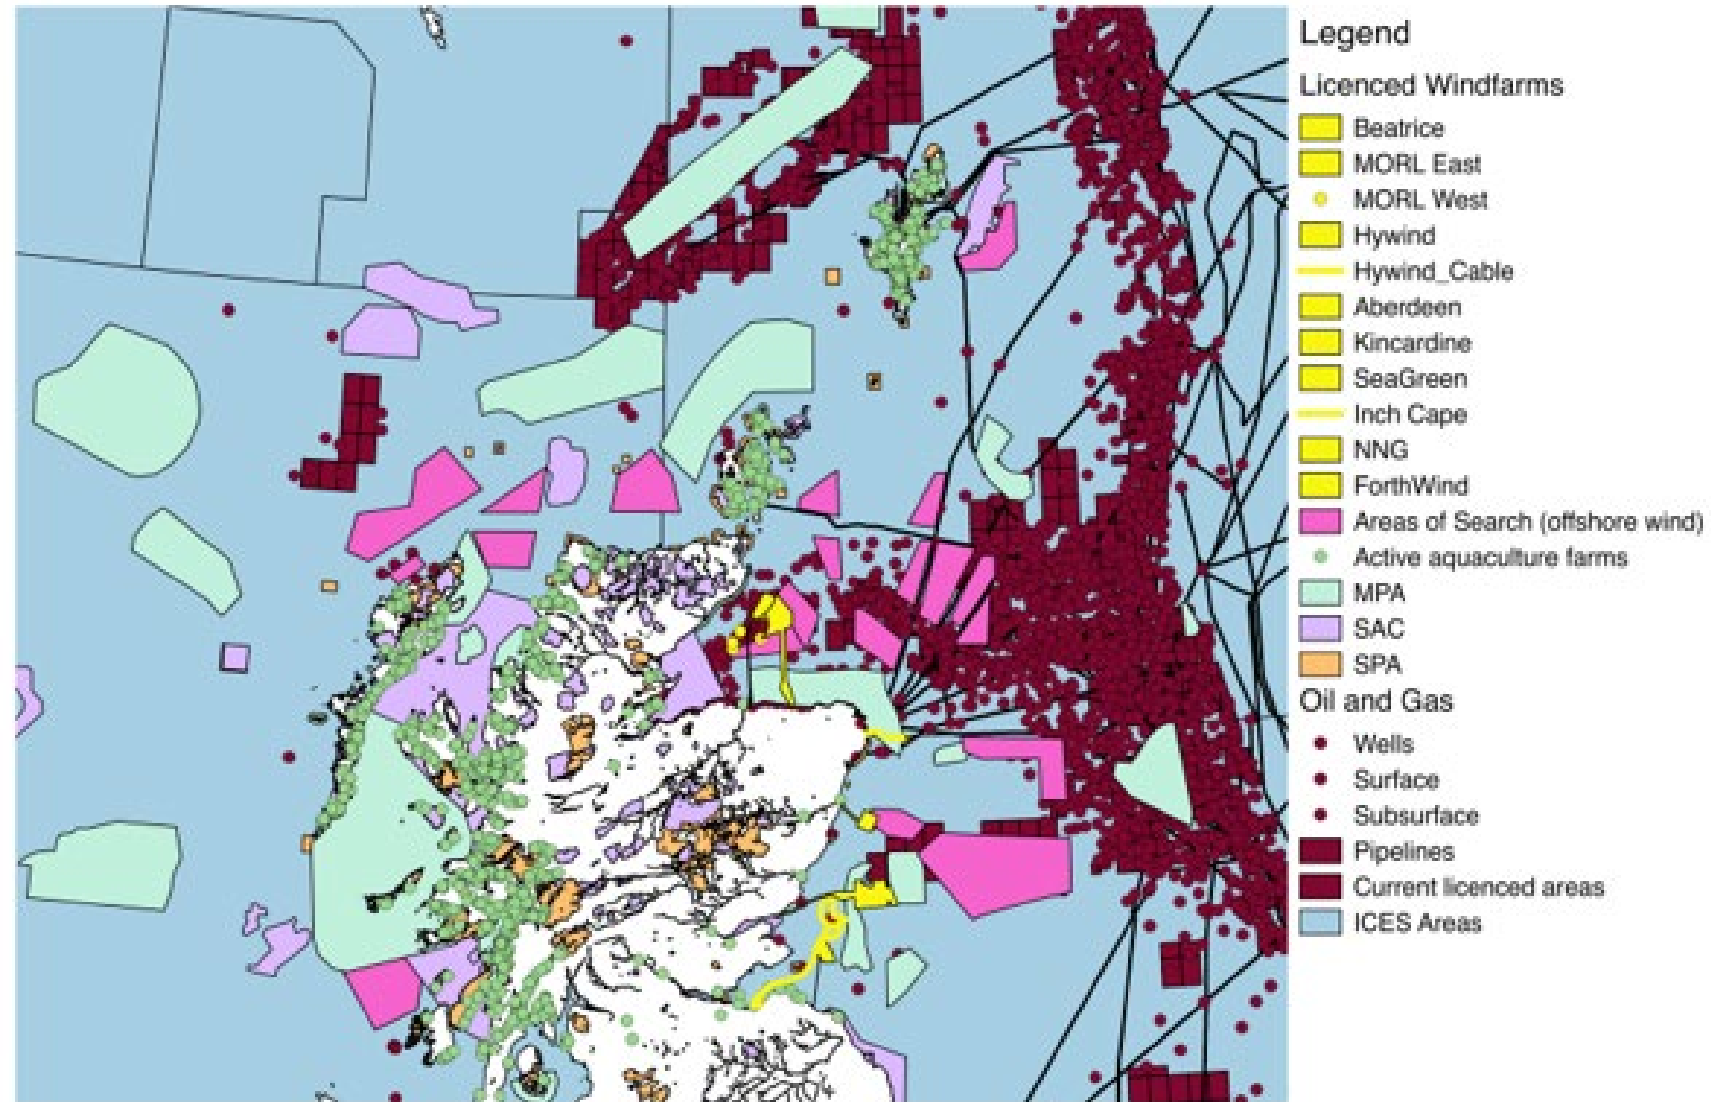 Legend
Licenced Windfarms
Beatrice
MORL East
MORL West
Hywind
Hywind_Cable
Aberdeen
Kincardine
SeaGreen
Inch Cape
NNG
ForthWind
Areas of Search (offshore wind)
Active aquaculture farms
MPA
SAC
SPA
Oil and Gas
Wells
Surface
Subsurface
Pipelines
Current licenced areas
ICES Areas